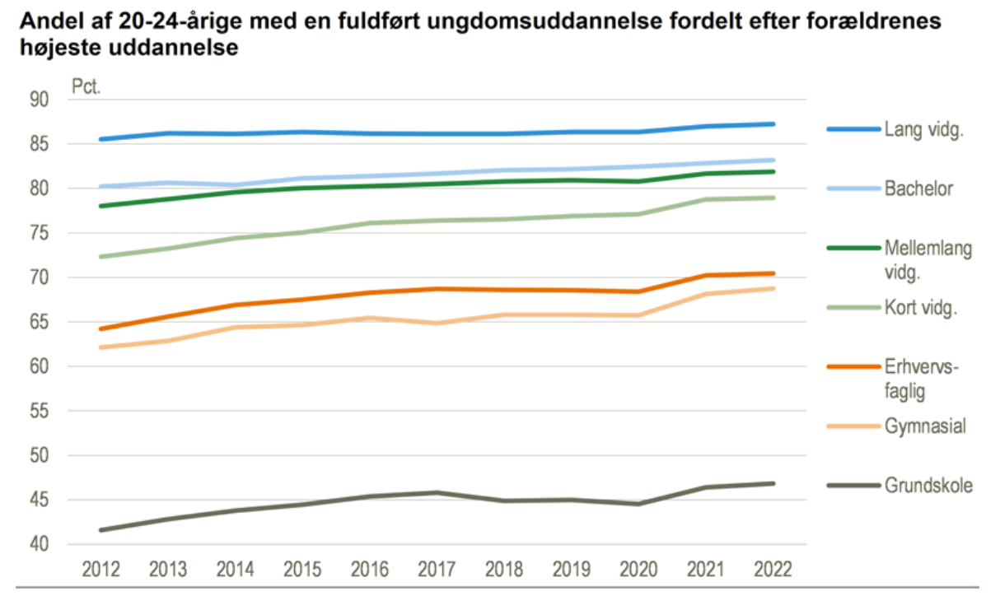 Andel af 20-24-årige med en fuldført ungdomsuddannelse fordelt efter forældrenes
højeste uddannelse
Pct.
90
85
80
75
70
65
60
55
50
45
40
2012 2013 2014 2015 2016 2017 2018 2019 2020 2021 2022
Lang vidg.
Bachelor
Mellemlang
vidg.
Kort vidg.
Erhvervs-
faglig
Gymnasial
Grundskole